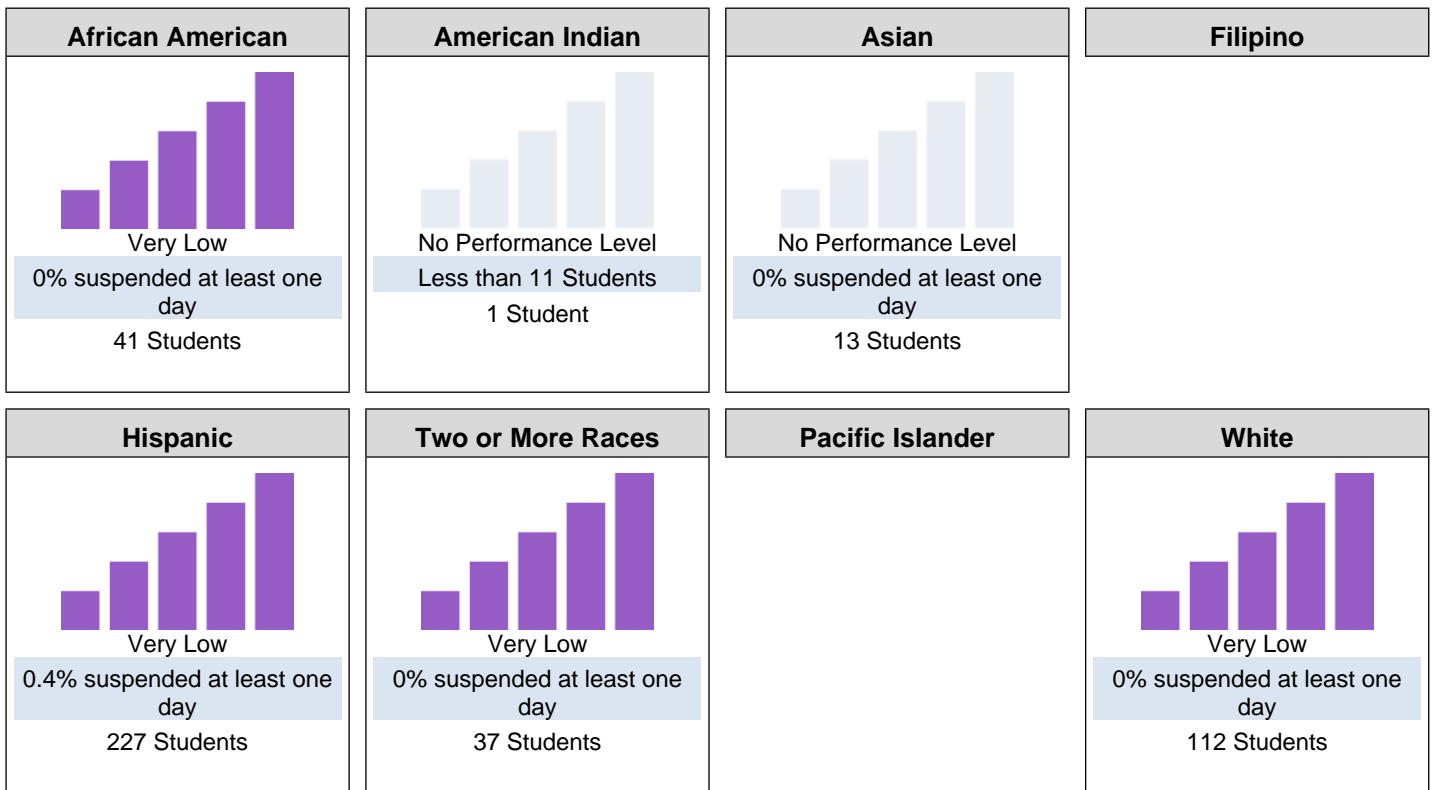 African American
Very Low
0% suspended at least one
day
41 Students
American Indian
No Performance Level
Less than 11 Students
1 Student
Asian
No Performance Level
0% suspended at least one
day
13 Students
Filipino
Hispanic
Very Low
0.4% suspended at least one
day
227 Students
Two or More Races
Very Low
0% suspended at least one
day
37 Students
Pacific Islander
White
Very Low
0% suspended at least one
day
112 Students